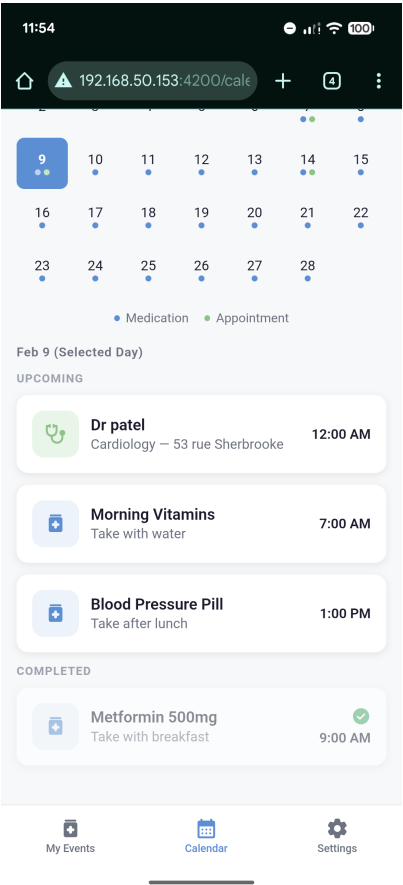 11:54
100
192.168.50.153:4200/cale
4
9 10 11 12 13 14 15
16 17 18 19 20 21 22
23 24 25 26 27 28
Medication Appointment
Feb 9 (Selected Day)
UPCOMING
Dr patel
Cardiology — 53 rue Sherbrooke
12:00 AM
Morning Vitamins
Take with water
7:00 AM
Blood Pressure Pill
Take after lunch
1:00 PM
COMPLETED
Metformin 500mg
Take with breakfast
9:00 AM
My Events Calendar Settings